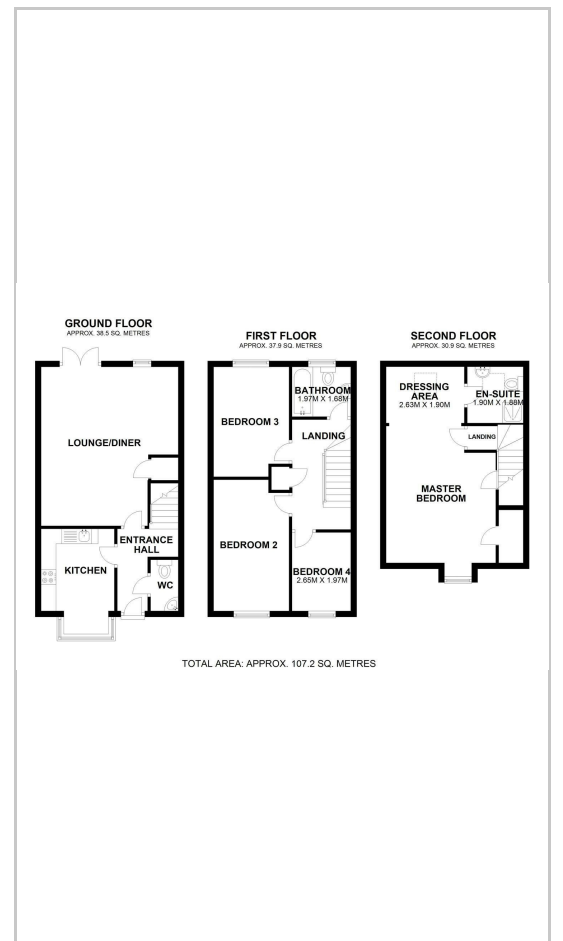 GROUND FLOOR
APPROX. 38.5 SQ. METRES
LOUNGE/DINER
ENTRANCE
HALL
KITCHEN
WC
FIRST FLOOR
APPROX. 37.9 SQ. METRES
BATHROOM
1.97M X 1.68M
BEDROOM 3
LANDING
BEDROOM 2
BEDROOM 4
2.65M X 1.97M
SECOND FLOOR
APPROX. 30.9 SQ. METRES
DRESSING
AREA
2.63M X 1.90M
EN-SUITE
1.90M X 1.88M
LANDING
MASTER
BEDROOM
TOTAL AREA: APPROX. 107.2 SQ. METRES